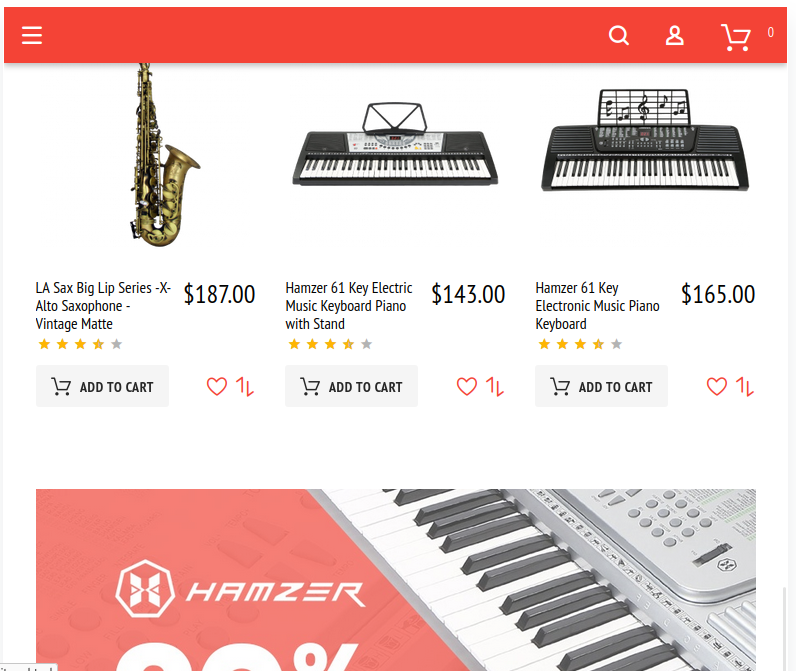 0
LA Sax Big Lip Series -X-
Alto Saxophone -
Vintage Matte
$187.00
Hamzer 61 Key Electric
Music Keyboard Piano
with Stand
$143.00
Hamzer 61 Key
Electronic Music Piano
Keyboard
$165.00
ADD TO CART
ADD TO CART
ADD TO CART
HAMZER